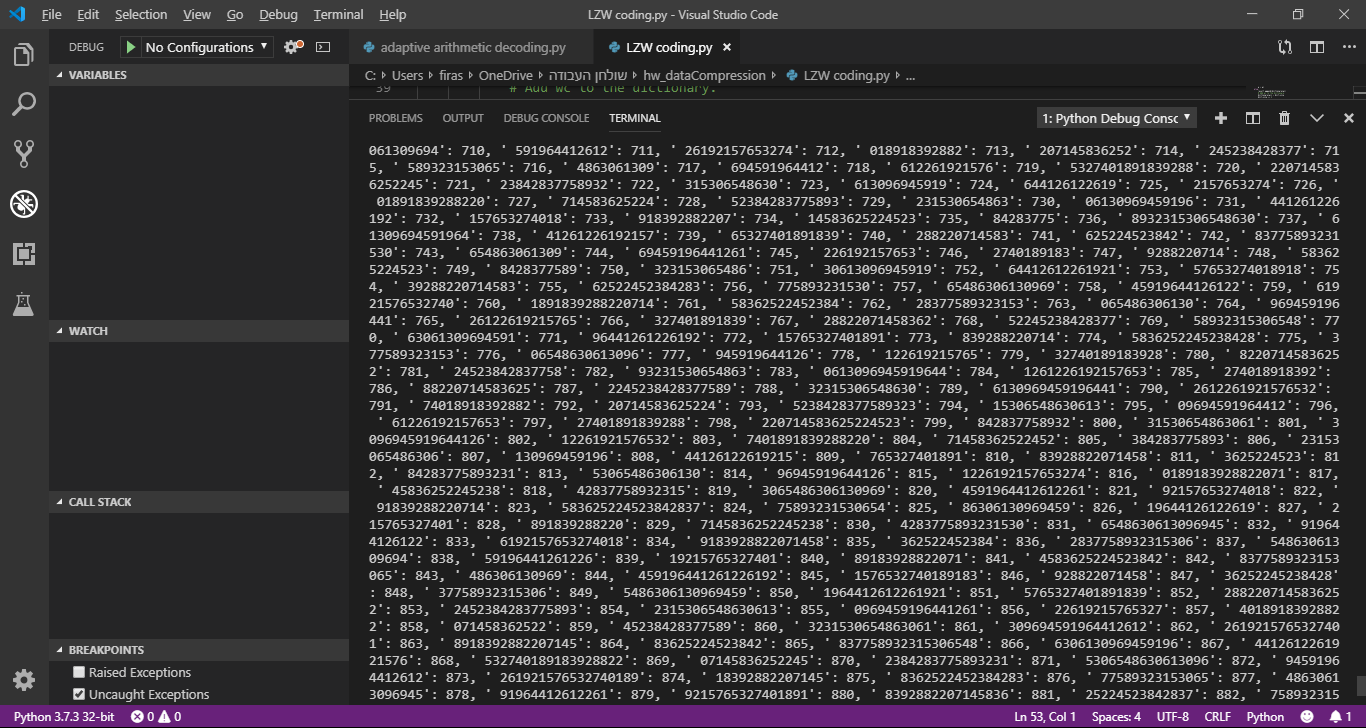 File Edit Selection View Go Debug Terminal Help
LZW coding.py - Visual Studio Code
DEBUG No Configurations
adaptive arithmetic decoding.py LZW coding.py
VARIABLES
C: > Users > firas > OneDrive > שולחן העבודה > hw_dataCompression > LZW coding.py > ...
39 # Add wc to the dictionary.
PROBLEMS OUTPUT DEBUG CONSOLE TERMINAL
1: Python Debug Consc
061309694': 710, ' 591964412612': 711, ' 26192157653274': 712, ' 018918392882': 713, ' 207145836252': 714, ' 245238428377': 71
5, ' 589323153065': 716, ' 4863061309': 717, ' 694591964412': 718, ' 612261921576': 719, ' 5327401891839288': 720, ' 220714583
6252245': 721, ' 23842837758932': 722, ' 315306548630': 723, ' 613096945919': 724, ' 644126122619': 725, ' 2157653274': 726, '
01891839288220': 727, ' 714583625224': 728, ' 52384283775893': 729, ' 231530654863': 730, ' 06130969459196': 731, ' 441261226
192': 732, ' 157653274018': 733, ' 918392882207': 734, ' 14583625224523': 735, ' 84283775': 736, ' 8932315306548630': 737, ' 6
1309694591964': 738, ' 41261226192157': 739, ' 65327401891839': 740, ' 288220714583': 741, ' 625224523842': 742, ' 83775893231
530': 743, ' 654863061309': 744, ' 69459196441261': 745, ' 226192157653': 746, ' 2740189183': 747, ' 9288220714': 748, ' 58362
5224523': 749, ' 8428377589': 750, ' 323153065486': 751, ' 30613096945919': 752, ' 64412612261921': 753, ' 57653274018918': 75
4, ' 39288220714583': 755, ' 62522452384283': 756, ' 775893231530': 757, ' 65486306130969': 758, ' 45919644126122': 759, ' 619
21576532740': 760, ' 1891839288220714': 761, ' 58362522452384': 762, ' 28377589323153': 763, ' 065486306130': 764, ' 969459196
441': 765, ' 26122619215765': 766, ' 327401891839': 767, ' 28822071458362': 768, ' 52245238428377': 769, ' 58932315306548': 77
0, ' 63061309694591': 771, ' 96441261226192': 772, ' 15765327401891': 773, ' 839288220714': 774, ' 5836252245238428': 775, ' 3
77589323153': 776, ' 06548630613096': 777, ' 945919644126': 778, ' 122619215765': 779, ' 32740189183928': 780, ' 8220714583625
2': 781, ' 24523842837758': 782, ' 93231530654863': 783, ' 0613096945919644': 784, ' 12612261921576​53': 785, ' 274018918392':
786, ' 88220714583625': 787, ' 2245238428377589': 788, ' 32315306548630': 789, ' 6130969459196441': 790, ' 2612261921576532':
791, ' 74018918392882': 792, ' 20714583625224': 793, ' 5238428377589323': 794, ' 15306548630613': 795, ' 09694591964412': 796,
' 61226192157653': 797, ' 27401891839288': 798, ' 220714583625224523': 799, ' 842837758932': 800, ' 31530654863061': 801, ' 3
096945919644126': 802, ' 12261921576532': 803, ' 7401891839288220': 804, ' 71458362522452': 805, ' 384283775893': 806, ' 23153
065486306': 807, ' 130969459196': 808, ' 44126122619215': 809, ' 765327401891': 810, ' 83928822071458': 811, ' 3625224523': 81
2, ' 84283775893231': 813, ' 53065486306130': 814, ' 96945919644126': 815, ' 1226192157653274': 816, ' 0189183928822071': 817,
' 45836252245238': 818, ' 42837758932315': 819, ' 3065486306130969': 820, ' 4591964412612261': 821, ' 92157653274018': 822, '
91839288220714': 823, ' 583625224523842837': 824, ' 75893231530654': 825, ' 86306130969459': 826, ' 19644126122619': 827, ' 2
15765327401': 828, ' 891839288220': 829, ' 7145836252245238': 830, ' 4283775893231530': 831, ' 6548630613096945': 832, ' 91964
4126122': 833, ' 6192157653274018': 834, ' 9183928822071458': 835, ' 362522452384': 836, ' 2837758932315306': 837, ' 548630613
09694': 838, ' 59196441261226': 839, ' 19215765327401': 840, ' 89183928822071': 841, ' 4583625224523842': 842, ' 8377589323153
065': 843, ' 486306130969': 844, ' 459196441261226192': 845, ' 1576532740189183': 846, ' 928822071458': 847, ' 36252245238428'
: 848, ' 37758932315306': 849, ' 5486306130969459': 850, ' 1964412612261921': 851, ' 5765327401891839': 852, ' 288220714583625
2': 853, ' 2452384283775893': 854, ' 2315306548630613': 855, ' 0969459196441261': 856, ' 226192157653​27': 857, ' 4018918392882
2': 858, ' 071458362522': 859, ' 45238428377589': 860, ' 3231530654863061': 861, ' 309694591964412612': 862, ' 261921576532740
1': 863, ' 8918392882207145': 864, ' 83625224523842': 865, ' 837758932315306548': 866, ' 6306130969459196': 867, ' 44126122619
21576': 868, ' 532740189183928822': 869, ' 07145836252245': 870, ' 2384283775893231': 871, ' 5306548630613096': 872, ' 9459196
4412612': 873, ' 2619215765327401​89': 874, ' 18392882207145': 875, ' 8362522452384283': 876, ' 77589323153065': 877, ' 4863061
3096945': 878, ' 91964412612261': 879, ' 9215765327401891': 880, ' 8392882207145836': 881, ' 25224523842837': 882, ' 758932315
WATCH
CALL STACK
BREAKPOINTS
Raised Exceptions
Uncaught Exceptions
Python 3.7.3 32-bit 0 0 Ln 53, Col 1 Spaces: 4 UTF-8 CRLF Python 1